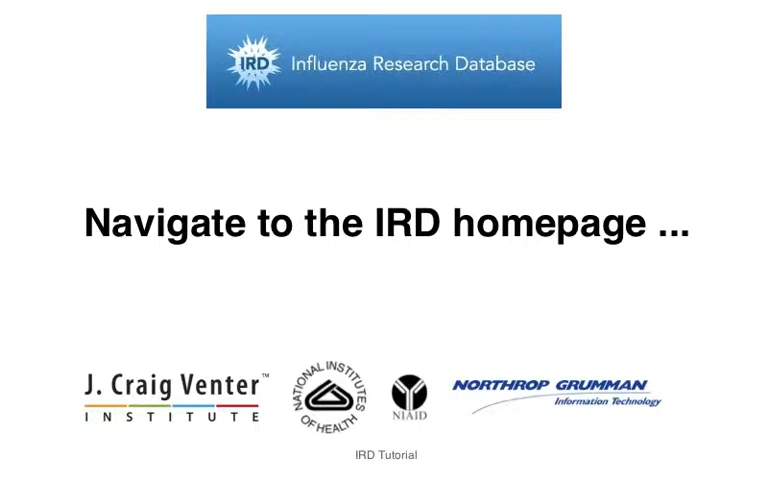 IRD Influenza Research Database
Navigate to the IRD homepage ...
J. Craig Venter™
INSTITUTE
NATIONAL INSTITUTES
OF HEALTH
NIAID
NORTHROP GRUMMAN
Information Technology
IRD Tutorial